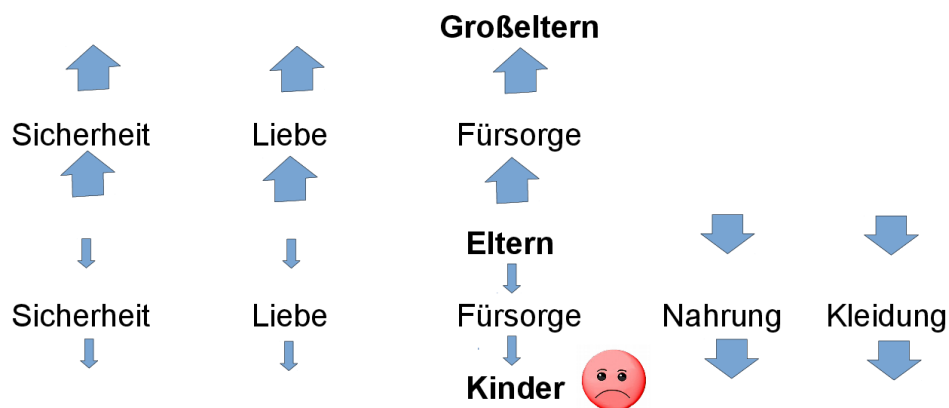 Großeltern
Sicherheit Liebe Fürsorge
Eltern
Sicherheit Liebe Fürsorge Nahrung Kleidung
Kinder